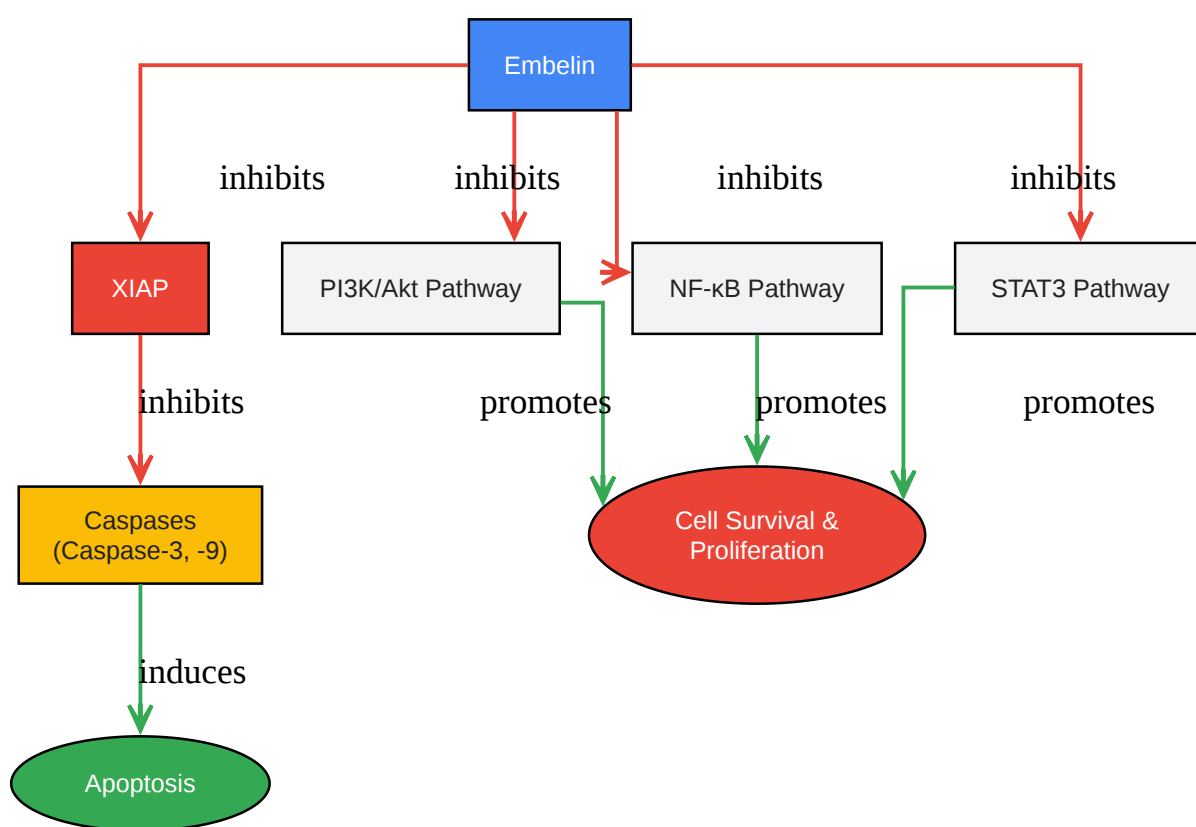 Embelin
inhibits
inhibits
inhibits
inhibits
XIAP
PI3K/Akt Pathway
NF-κB Pathway
STAT3 Pathway
inhibits
promotes
promotes
promotes
Caspases
(Caspase-3, -9)
Cell Survival &
Proliferation
induces
Apoptosis